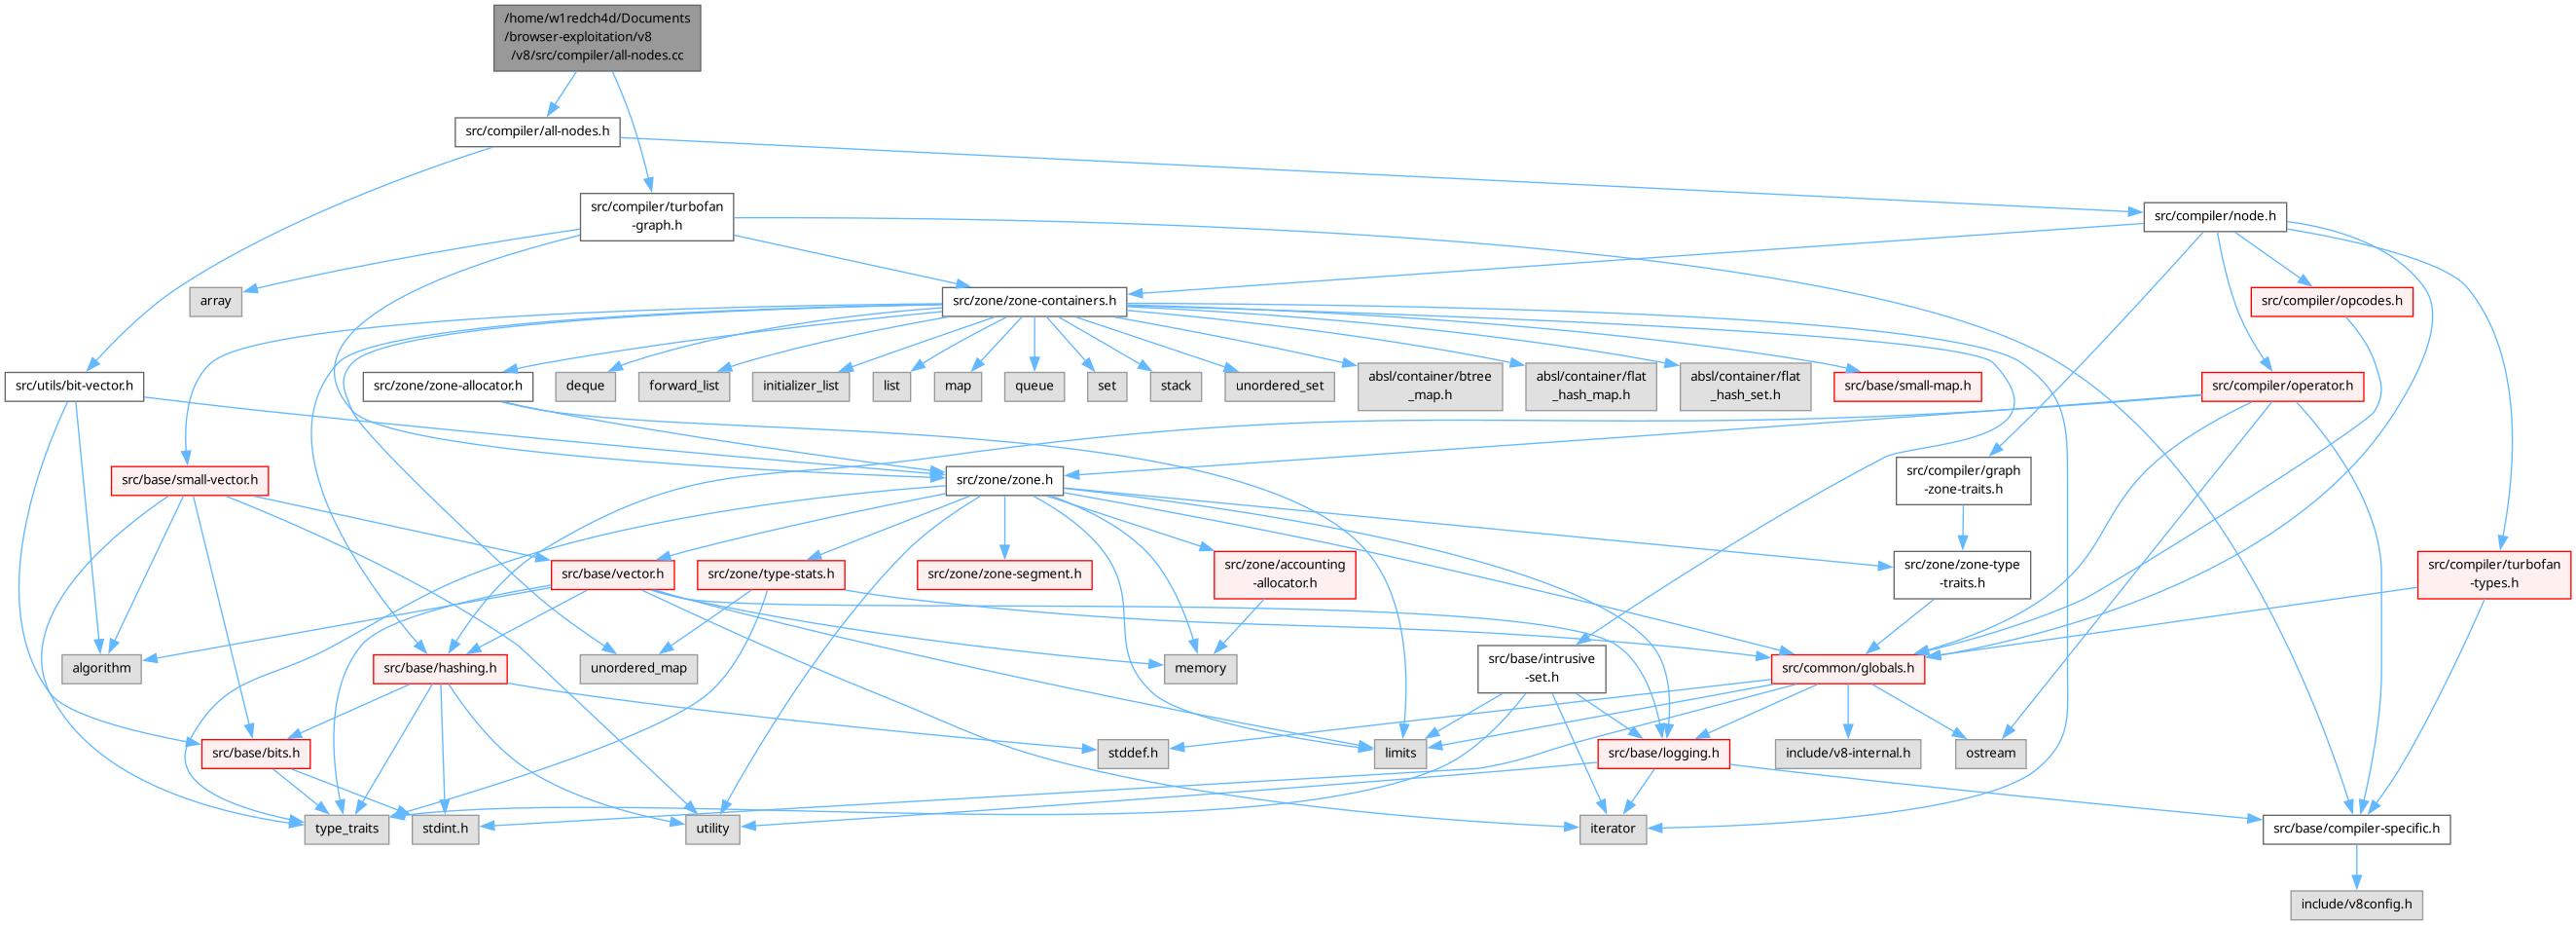 /home/w1redch4d/Documents
/browser-exploitation/v8
/v8/src/compiler/all-nodes.cc
src/compiler/all-nodes.h
src/compiler/turbofan
-graph.h
src/compiler/node.h
array
src/zone/zone-containers.h
src/compiler/opcodes.h
src/utils/bit-vector.h
src/zone/zone-allocator.h
deque
forward_list
initializer_list
list
map
queue
set
stack
unordered_set
absl/container/btree
_map.h
absl/container/flat
_hash_map.h
absl/container/flat
_hash_set.h
src/base/small-map.h
src/compiler/operator.h
src/base/small-vector.h
src/zone/zone.h
src/compiler/graph
-zone-traits.h
src/base/vector.h
src/zone/type-stats.h
src/zone/zone-segment.h
src/zone/accounting
-allocator.h
src/zone/zone-type
-traits.h
src/compiler/turbofan
-types.h
algorithm
src/base/hashing.h
unordered_map
memory
src/base/intrusive
-set.h
src/common/globals.h
src/base/bits.h
stddef.h
limits
src/base/logging.h
include/v8-internal.h
ostream
type_traits
stdint.h
utility
iterator
src/base/compiler-specific.h
include/v8config.h